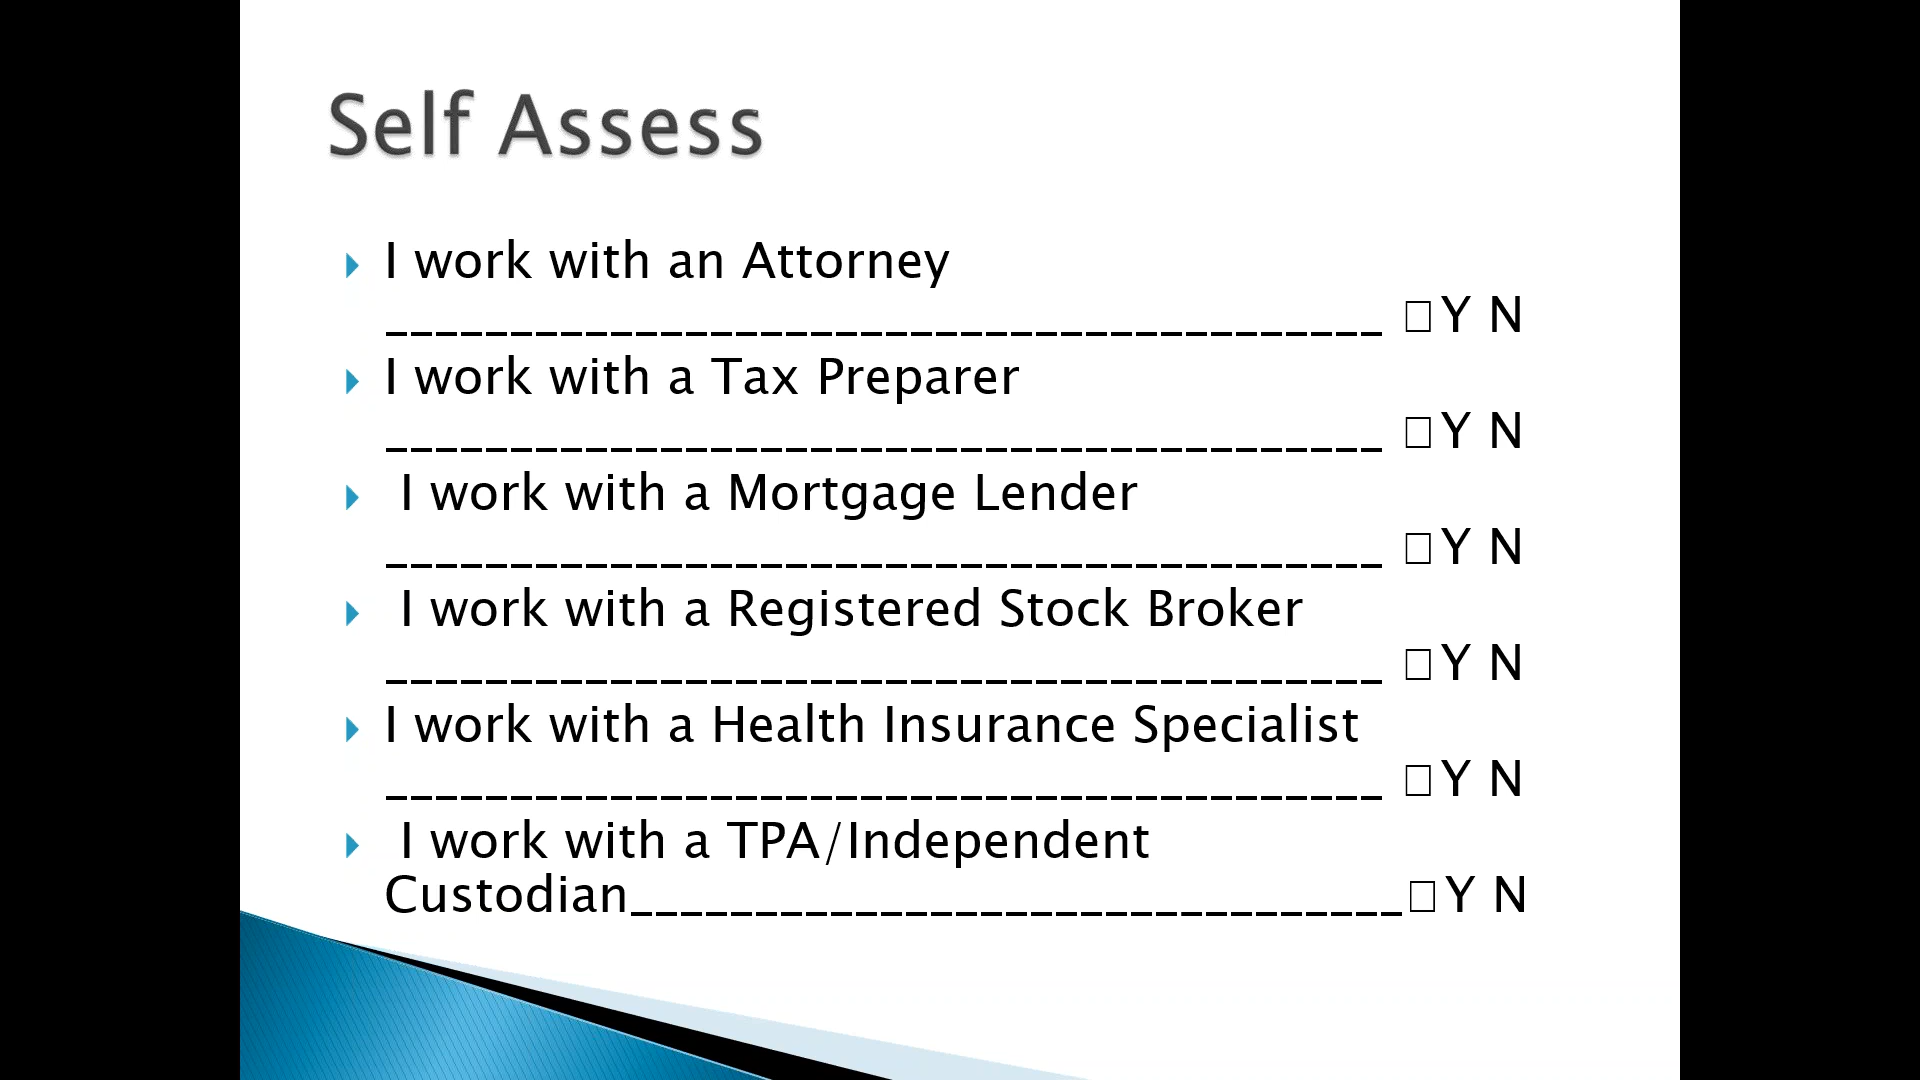 Self Assess
I work with an Attorney
________________________________________ □Y N
I work with a Tax Preparer
________________________________________ □Y N
I work with a Mortgage Lender
________________________________________ □Y N
I work with a Registered Stock Broker
________________________________________ □Y N
I work with a Health Insurance Specialist
________________________________________ □Y N
I work with a TPA/Independent
Custodian_______________________________□Y N